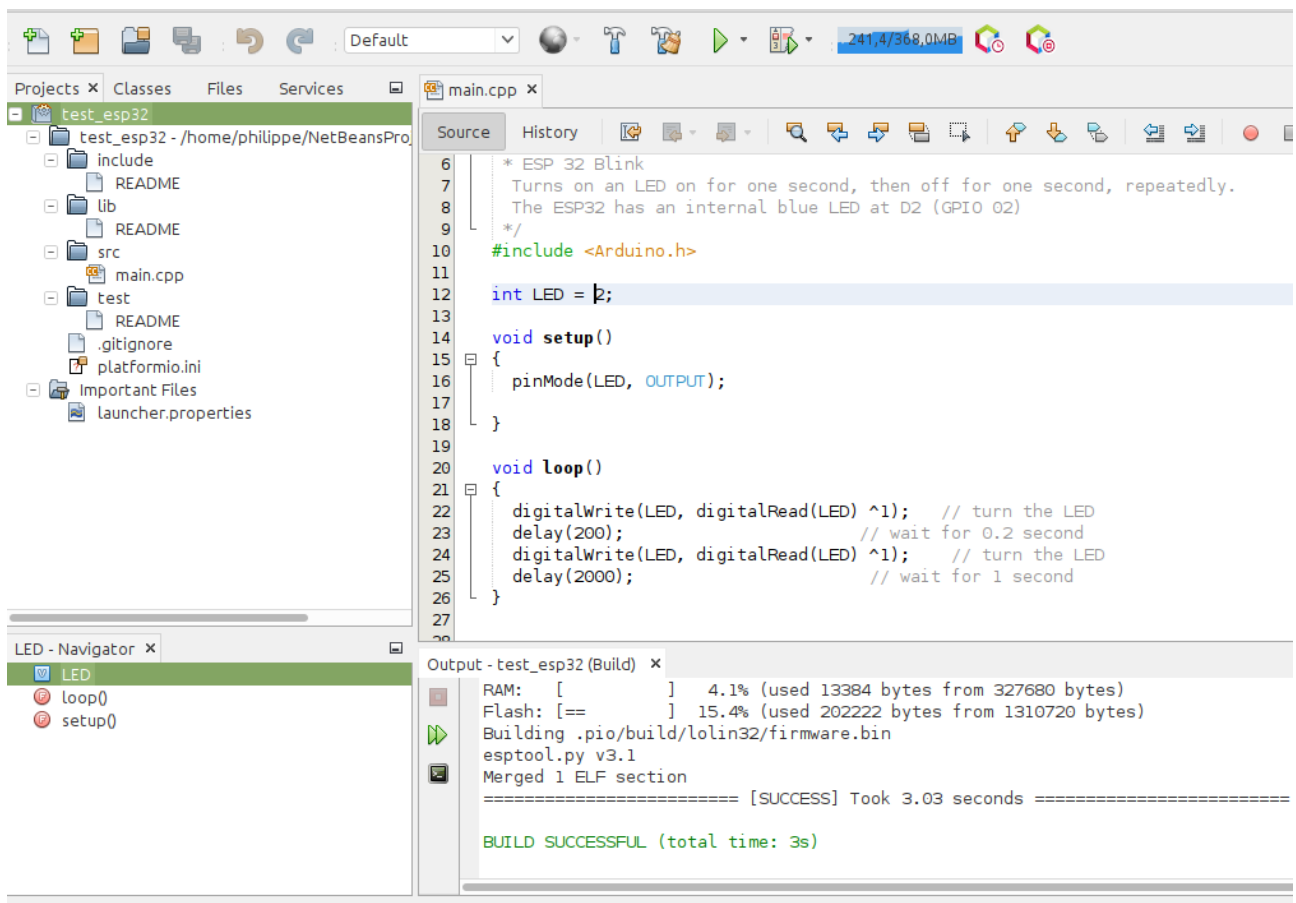 Default
241,4/368,0MB
Projects
Classes
Files
Services
test_esp32
test_esp32 - /home/philippe/NetBeansPro
include
README
lib
README
src
main.cpp
test
README
.gitignore
platformio.ini
Important Files
launcher.properties
LED - Navigator
LED
loop()
setup()
main.cpp
Source History
6 * ESP 32 Blink
7 Turns on an LED on for one second, then off for one second, repeatedly.
8 The ESP32 has an internal blue LED at D2 (GPIO 02)
9 */
10 #include <Arduino.h>
11
12 int LED = 2;
13
14 void setup()
15 {
16 pinMode(LED, OUTPUT);
17
18 }
19
20 void loop()
21 {
22 digitalWrite(LED, digitalRead(LED) ^1); // turn the LED
23 delay(200); // wait for 0.2 second
24 digitalWrite(LED, digitalRead(LED) ^1); // turn the LED
25 delay(2000); // wait for 1 second
26 }
27
Output - test_esp32 (Build)
RAM: [ ] 4.1% (used 13384 bytes from 327680 bytes)
Flash: [== ] 15.4% (used 202222 bytes from 1310720 bytes)
Building .pio/build/lolin32/firmware.bin
esptool.py v3.1
Merged 1 ELF section
========================= [SUCCESS] Took 3.03 seconds =========================
BUILD SUCCESSFUL (total time: 3s)